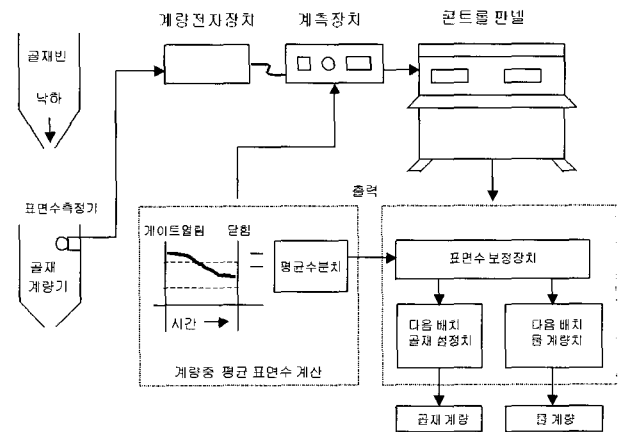 계량전자장치
계측장치
콘트롤 판넬
골재빈
낙하
표면수측정기
골재
계량기
출력
게이트열림
닫힘
평균수분치
시간
계량중 평균 표면수 계산
표면수 보정장치
다음 배치
골재 설정치
다음 배치
물 계량치
골재 계량
물 계량